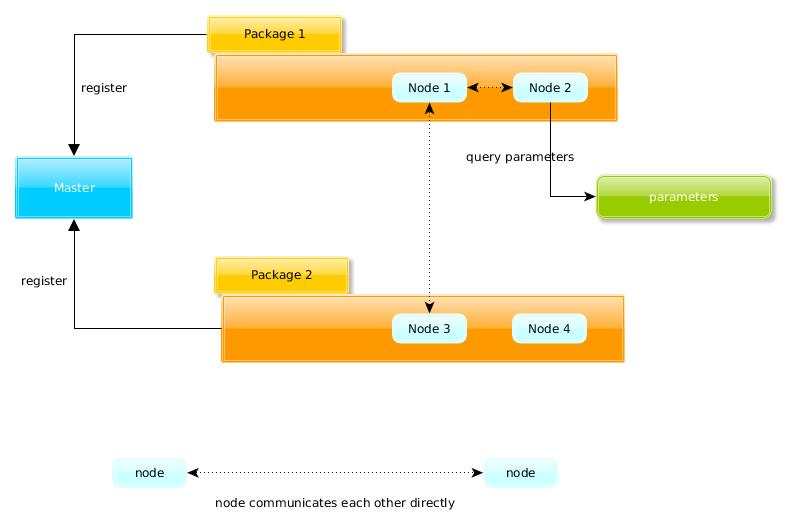 Package 1
register
Node 1
Node 2
query parameters
Master
parameters
Package 2
register
Node 3
Node 4
node
node
node communicates each other directly